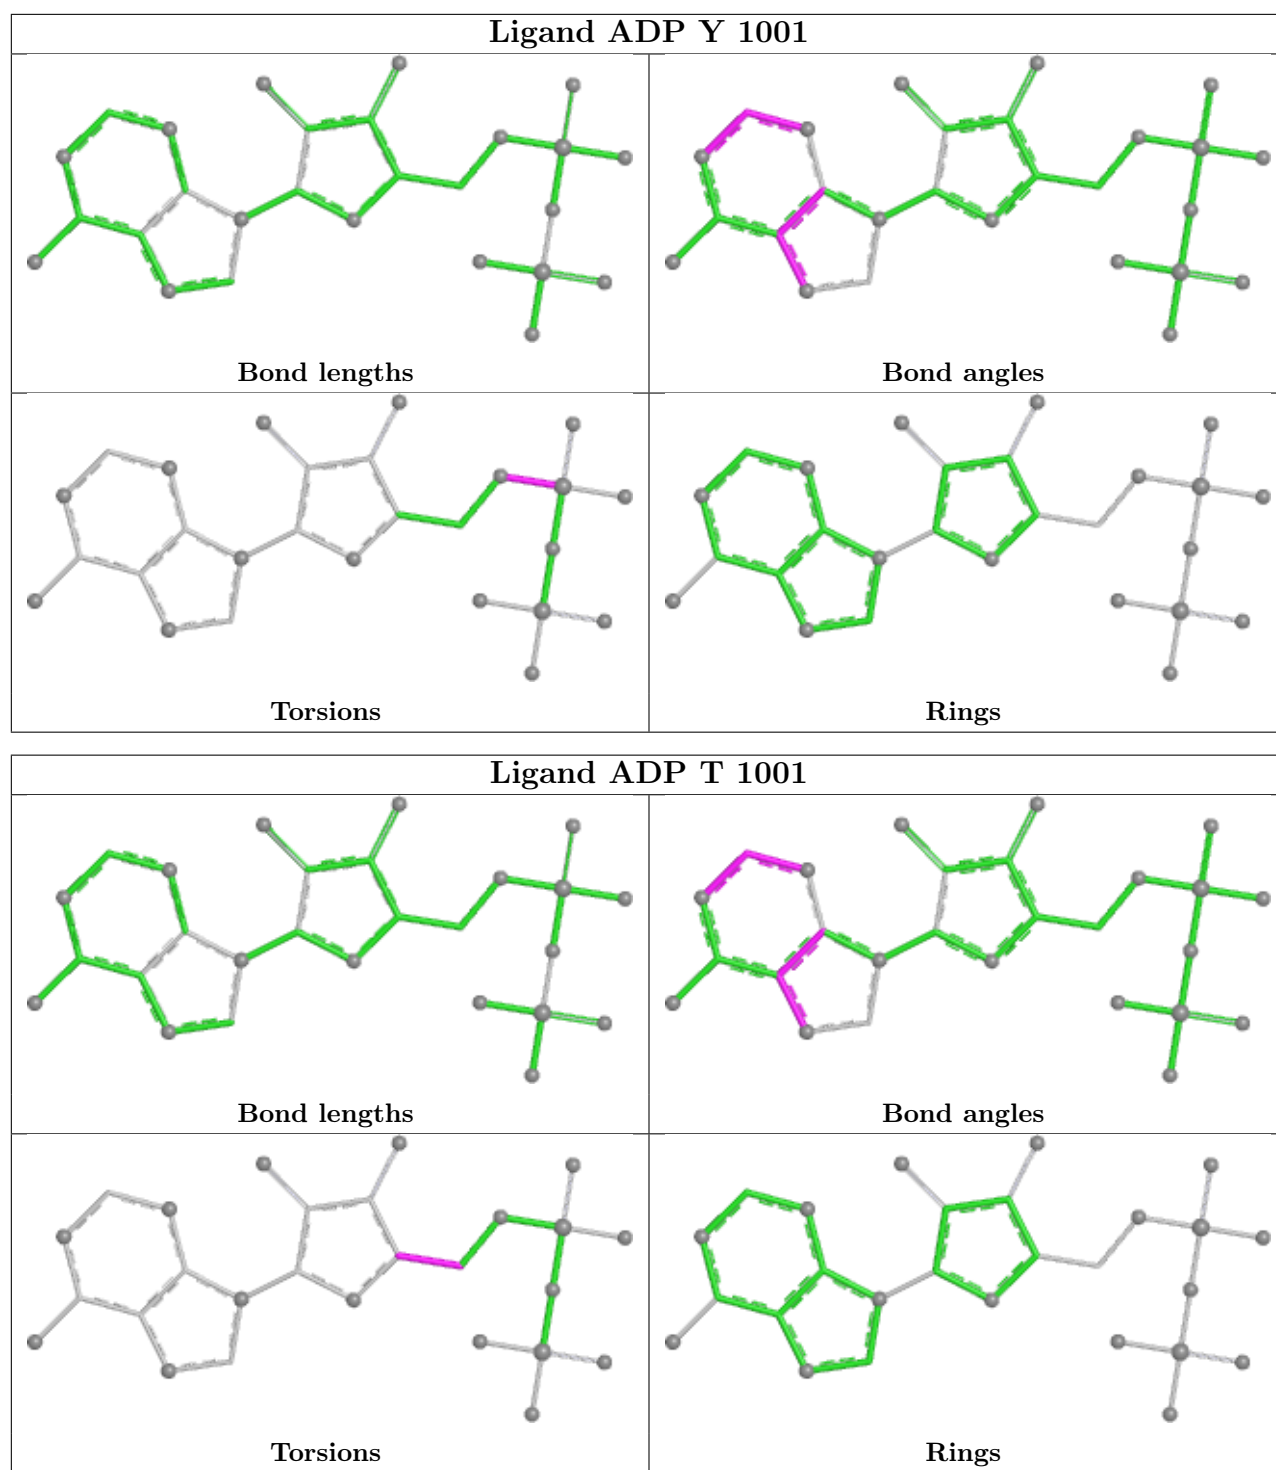 Ligand ADP Y 1001
Bond lengths
Bond angles
Torsions
Rings
Ligand ADP T 1001
Bond lengths
Bond angles
Torsions
Rings